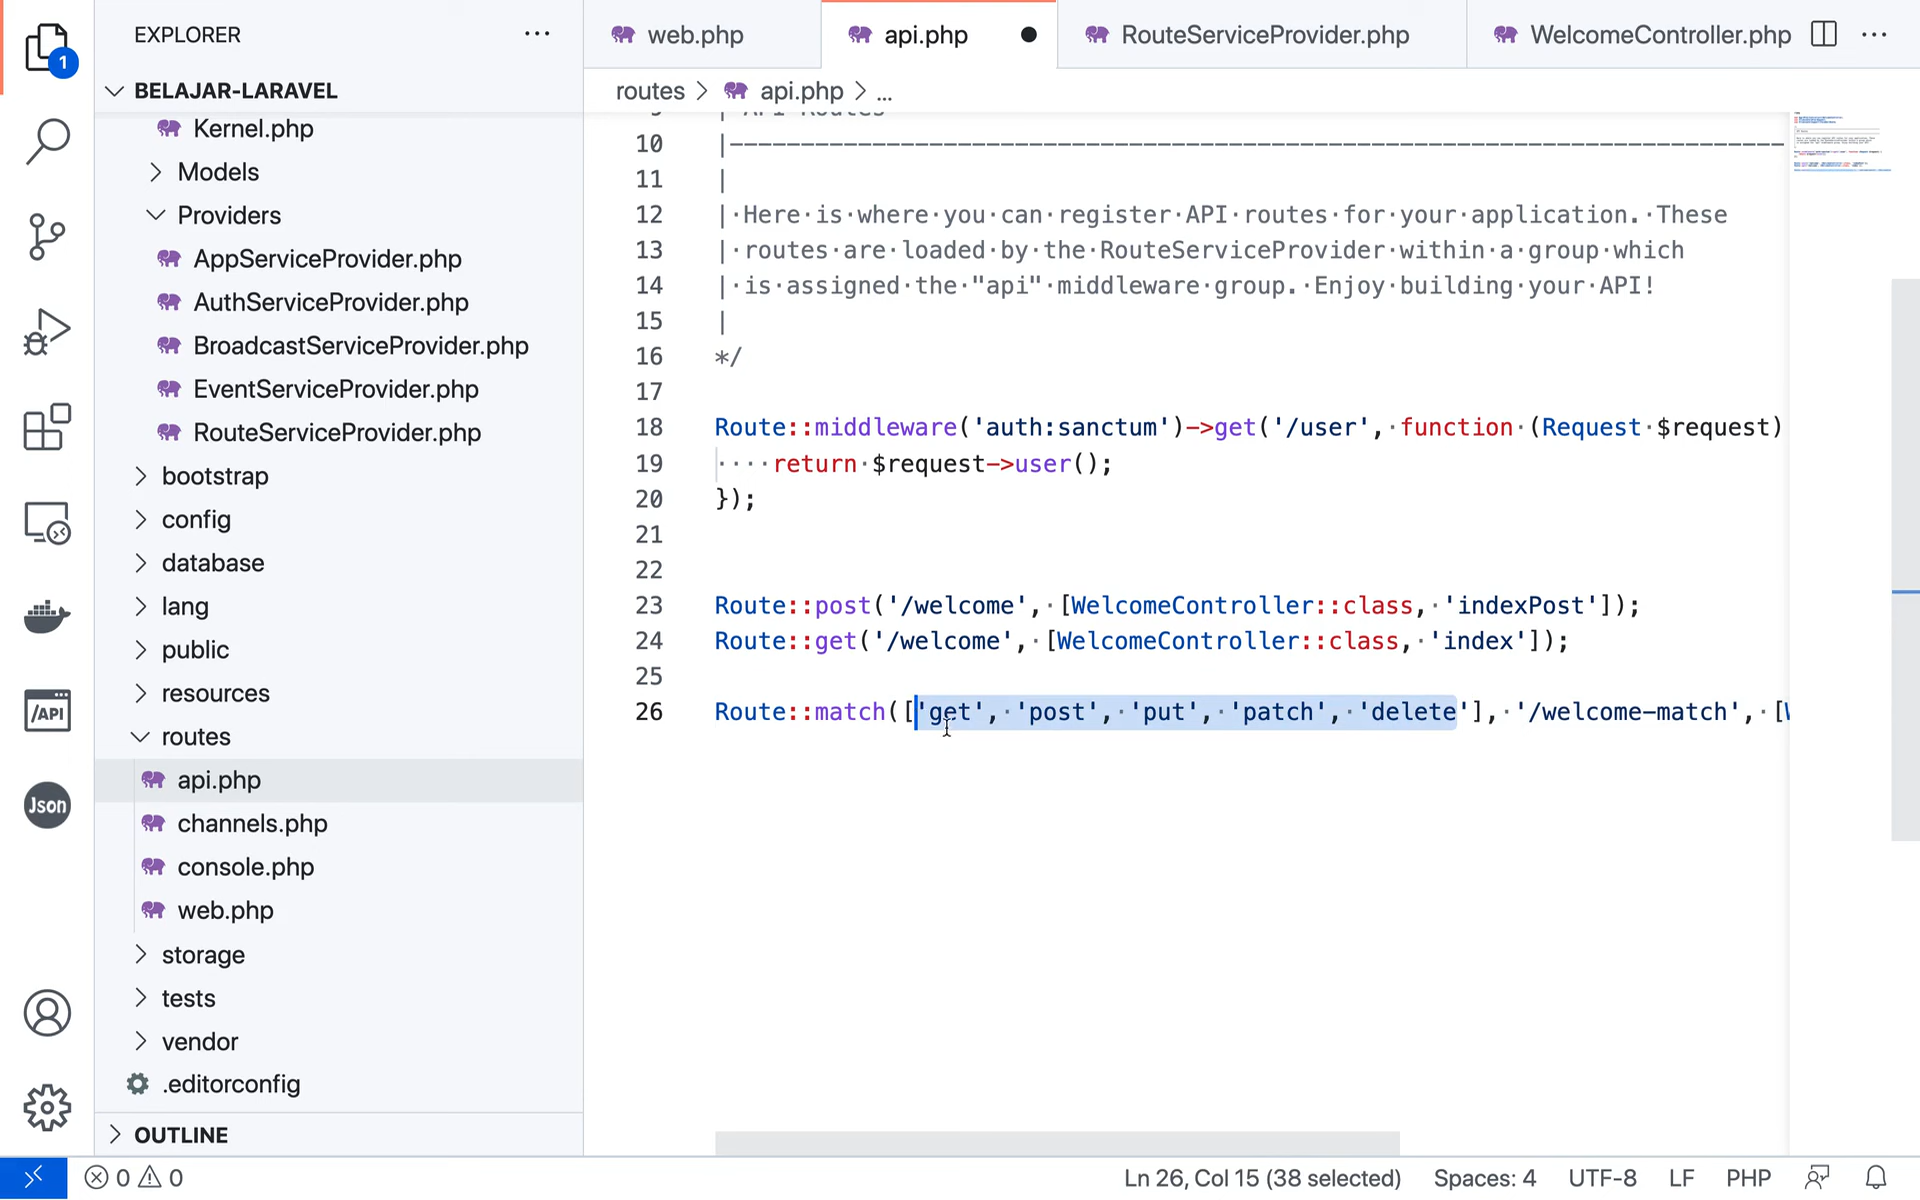 EXPLORER
web.php
api.php
RouteServiceProvider.php
WelcomeController.php
1
BELAJAR-LARAVEL
routes > api.php > ...
Kernel.php
Models
Providers
AppServiceProvider.php
AuthServiceProvider.php
BroadcastServiceProvider.php
EventServiceProvider.php
RouteServiceProvider.php
bootstrap
config
database
lang
public
resources
routes
api.php
channels.php
console.php
web.php
storage
tests
vendor
.editorconfig
OUTLINE
/API
Json
9 | API Routes
10 |--------------------------------------------------------------------------
11 |
12 | Here is where you can register API routes for your application. These
13 | routes are loaded by the RouteServiceProvider within a group which
14 | is assigned the "api" middleware group. Enjoy building your API!
15 |
16 */
17
18 Route::middleware('auth:sanctum')->get('/user', function (Request $request)
19     return $request->user();
20 });
21
22
23 Route::post('/welcome', [WelcomeController::class, 'indexPost']);
24 Route::get('/welcome', [WelcomeController::class, 'index']);
25
26 Route::match(['get', 'post', 'put', 'patch', 'delete'], '/welcome-match', [
0 0
Ln 26, Col 15 (38 selected)
Spaces: 4
UTF-8
LF
PHP